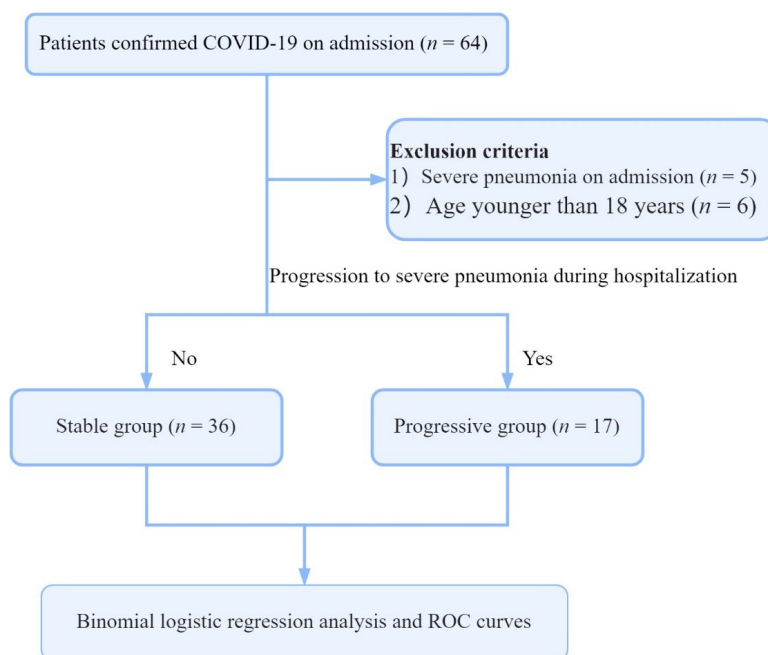 Patients confirmed COVID-19 on admission (n = 64)
Exclusion criteria
1）Severe pneumonia on admission (n = 5)
2）Age younger than 18 years (n = 6)
Progression to severe pneumonia during hospitalization
No
Yes
Stable group (n = 36)
Progressive group (n = 17)
Binomial logistic regression analysis and ROC curves